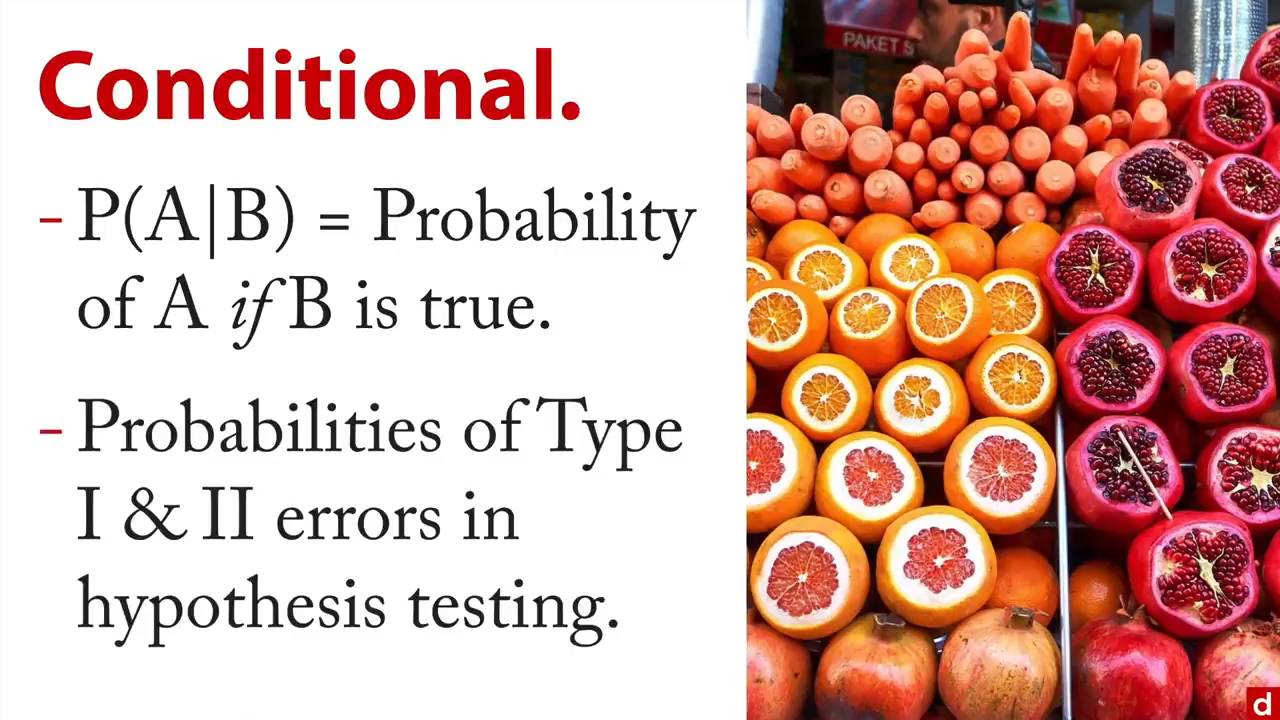 Conditional.
- P(A|B) = Probability
of A if B is true.
- Probabilities of Type
I & II errors in
hypothesis testing.
PAKET S
d